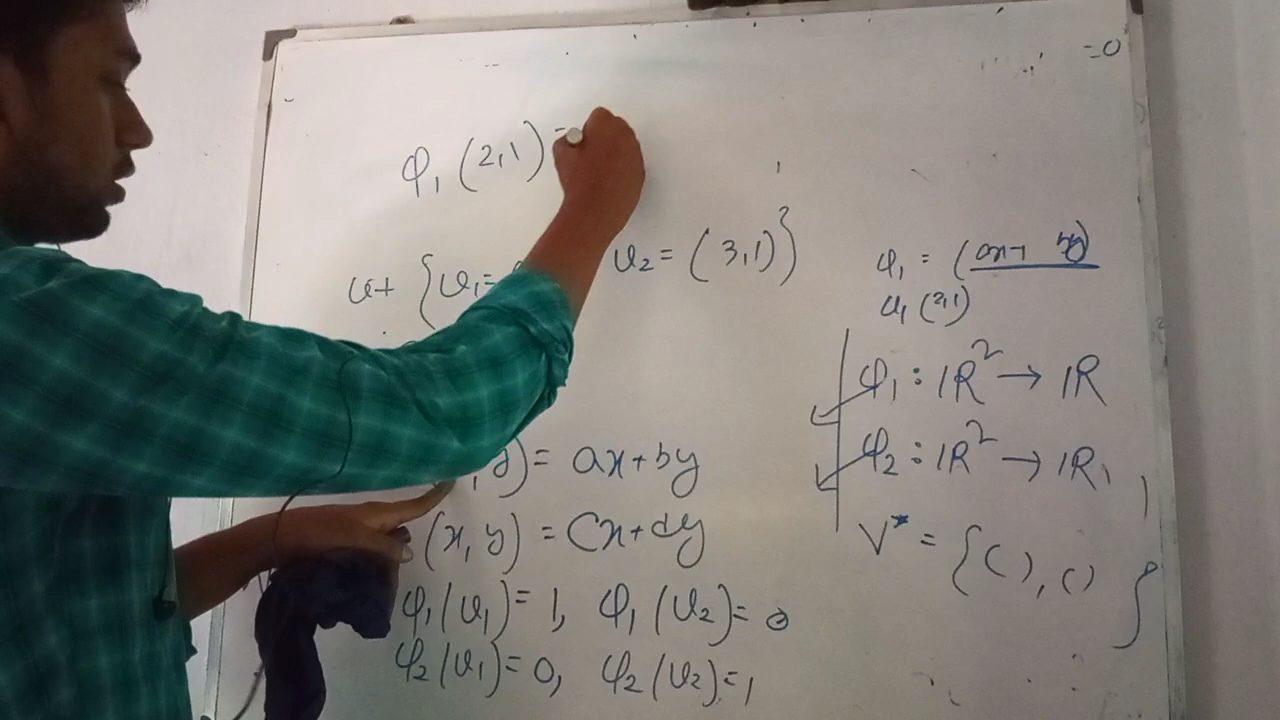 =0
φ₁ (2,1) =
let {v₁= v₂ = (3,1)}
φ₁ = (ax+ by)
v₁ (2,1)
φ₁ : ℝ² → ℝ
φ₂ : ℝ² → ℝ,
,y) = ax+by
(x, y) = cx+dy
V* = {( ), ( ) }
φ₁(v₁) = 1, φ₁(v₂) = 0
φ₂(v₁) = 0, φ₂(v₂) = 1